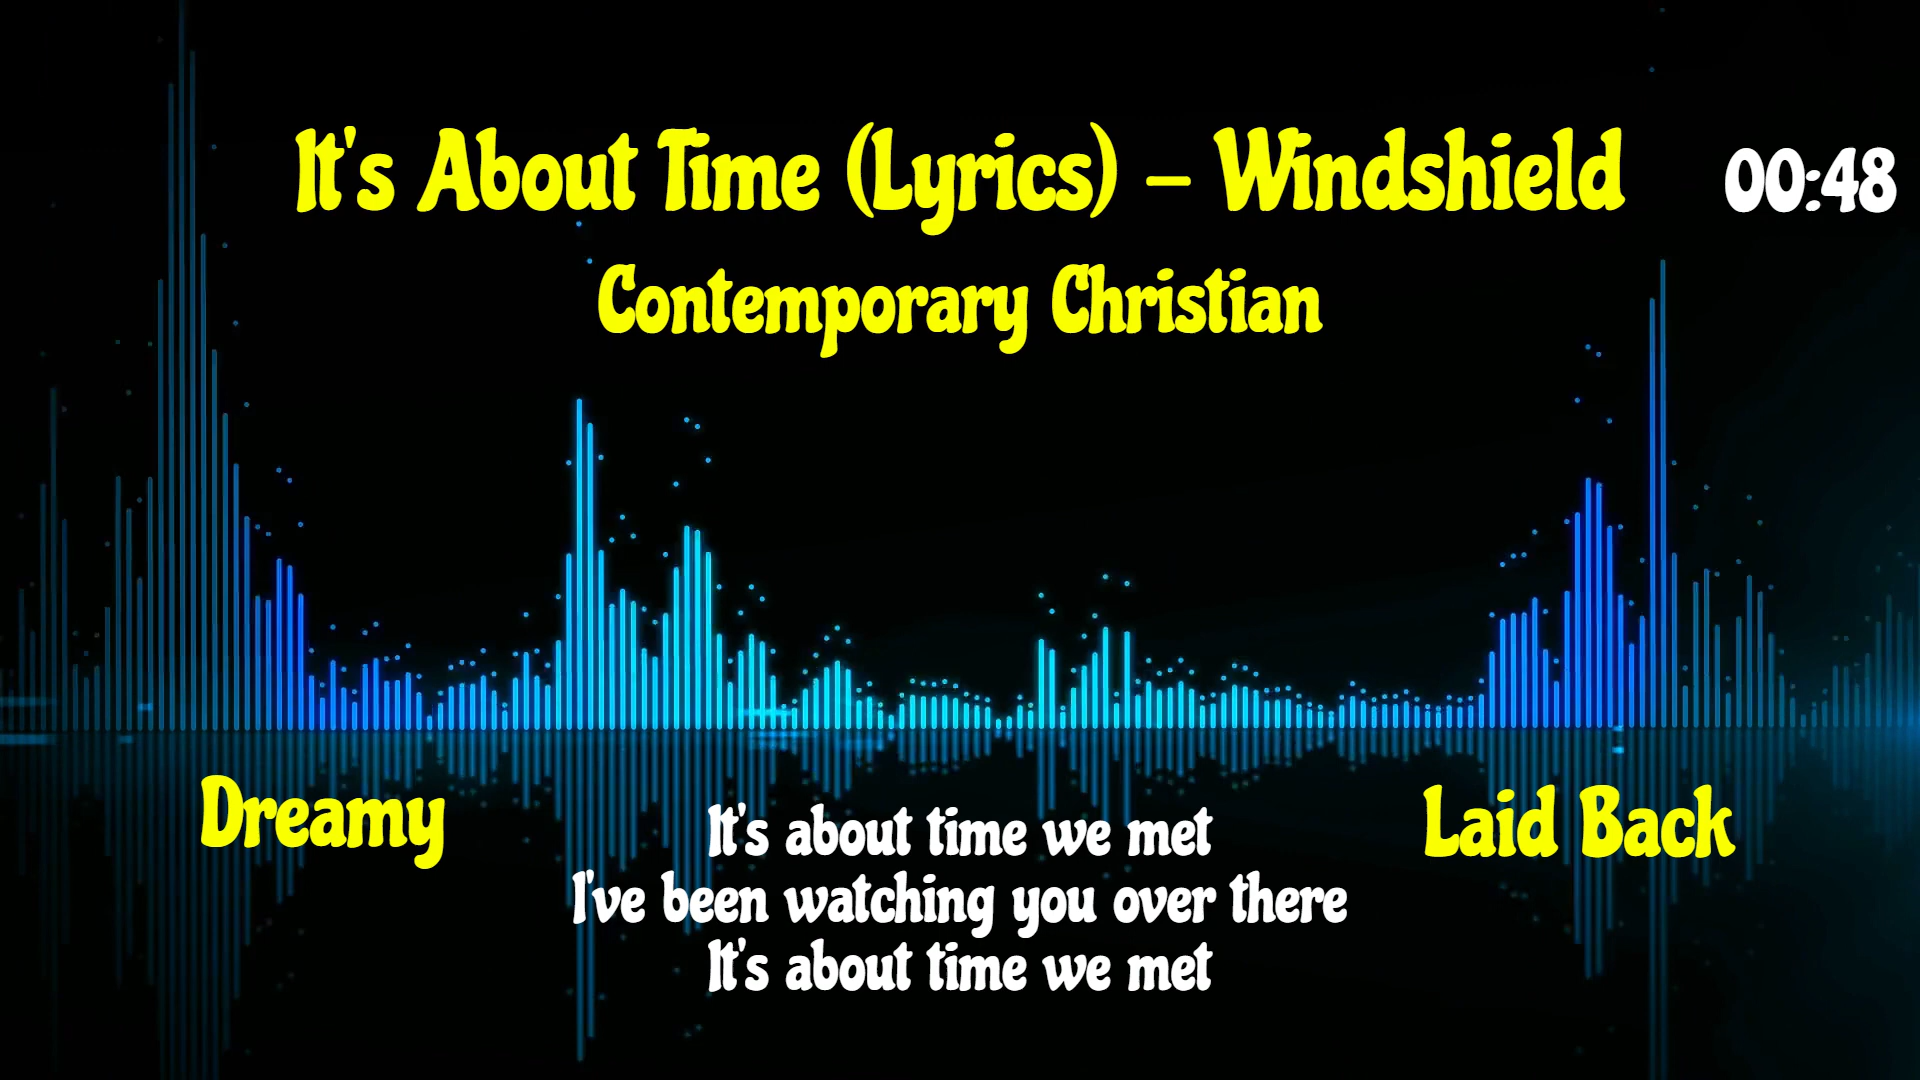 It's About Time (Lyrics) – Windshield
00:48
Contemporary Christian
Dreamy
Laid Back
It's about time we met
I've been watching you over there
It's about time we met